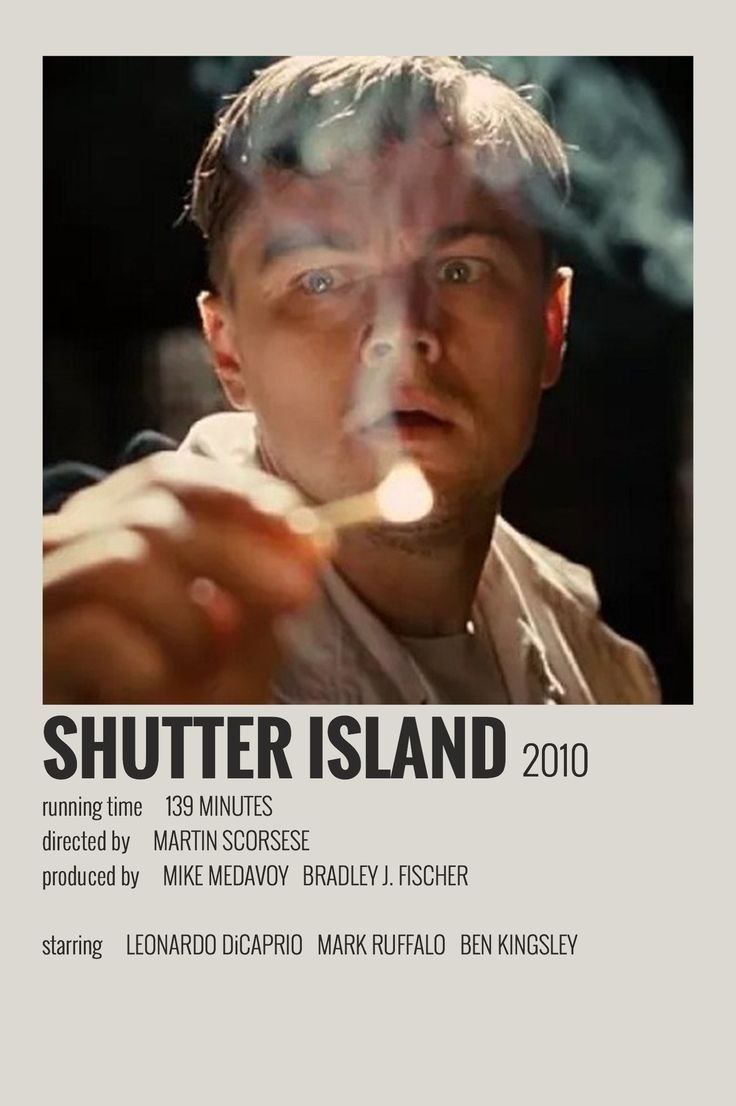 SHUTTER ISLAND 2010
running time 139 MINUTES
directed by MARTIN SCORSESE
produced by MIKE MEDAVOY BRADLEY J. FISCHER
starring LEONARDO DiCAPRIO MARK RUFFALO BEN KINGSLEY